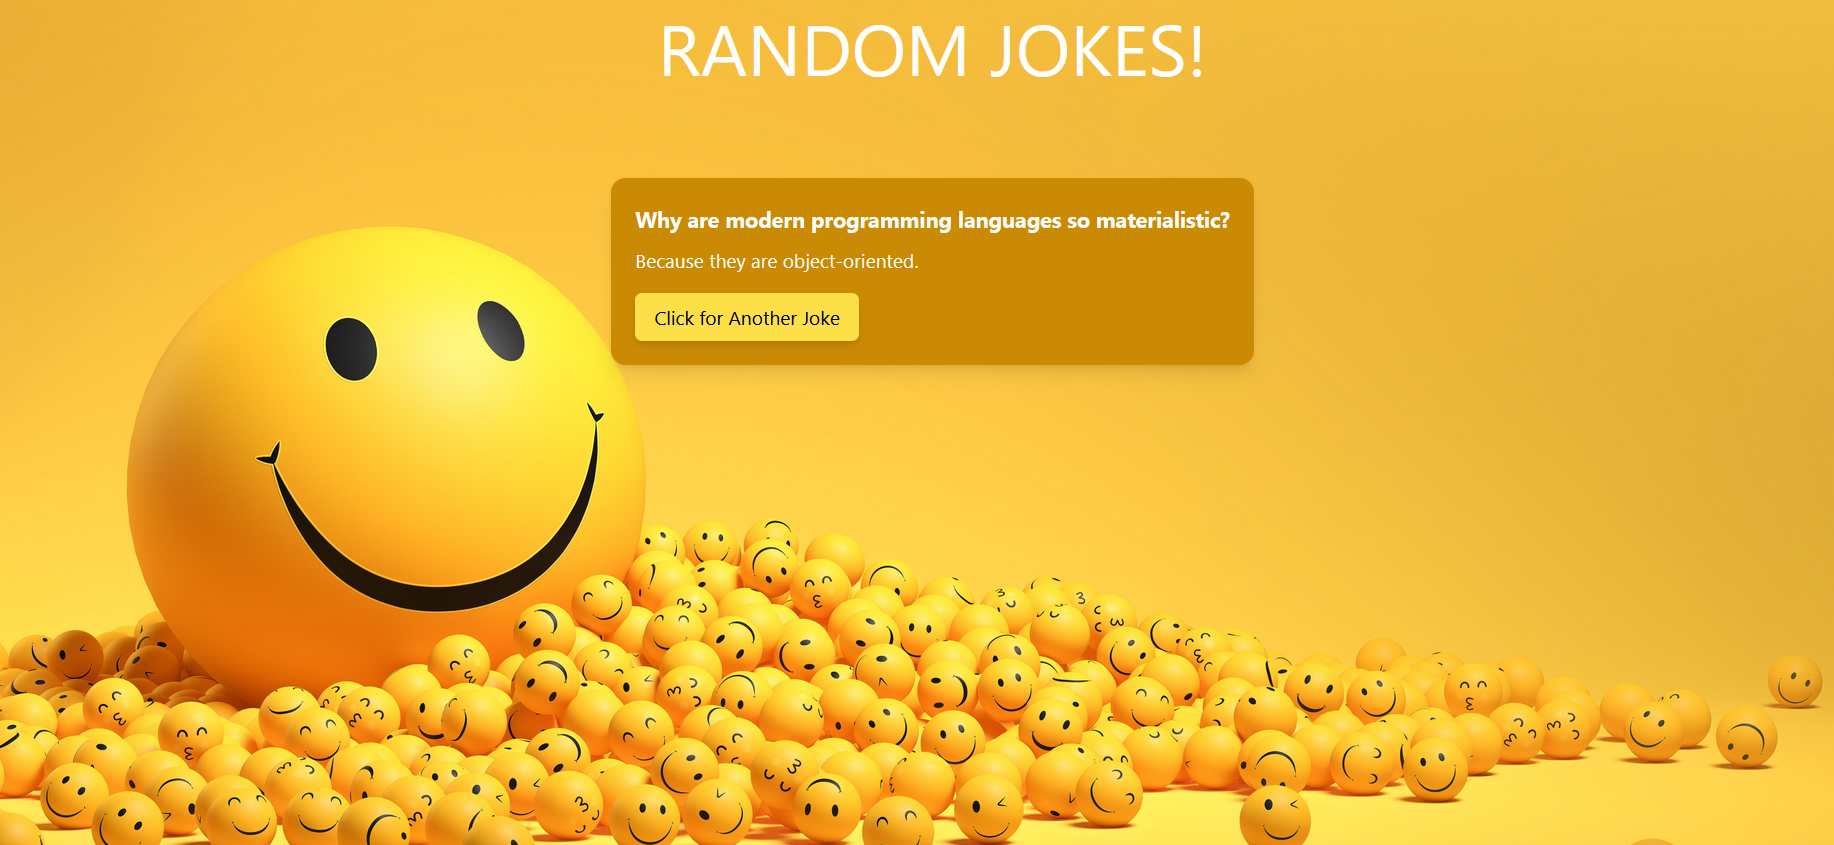 RANDOM JOKES!
Why are modern programming languages so materialistic?
Because they are object-oriented.
Click for Another Joke